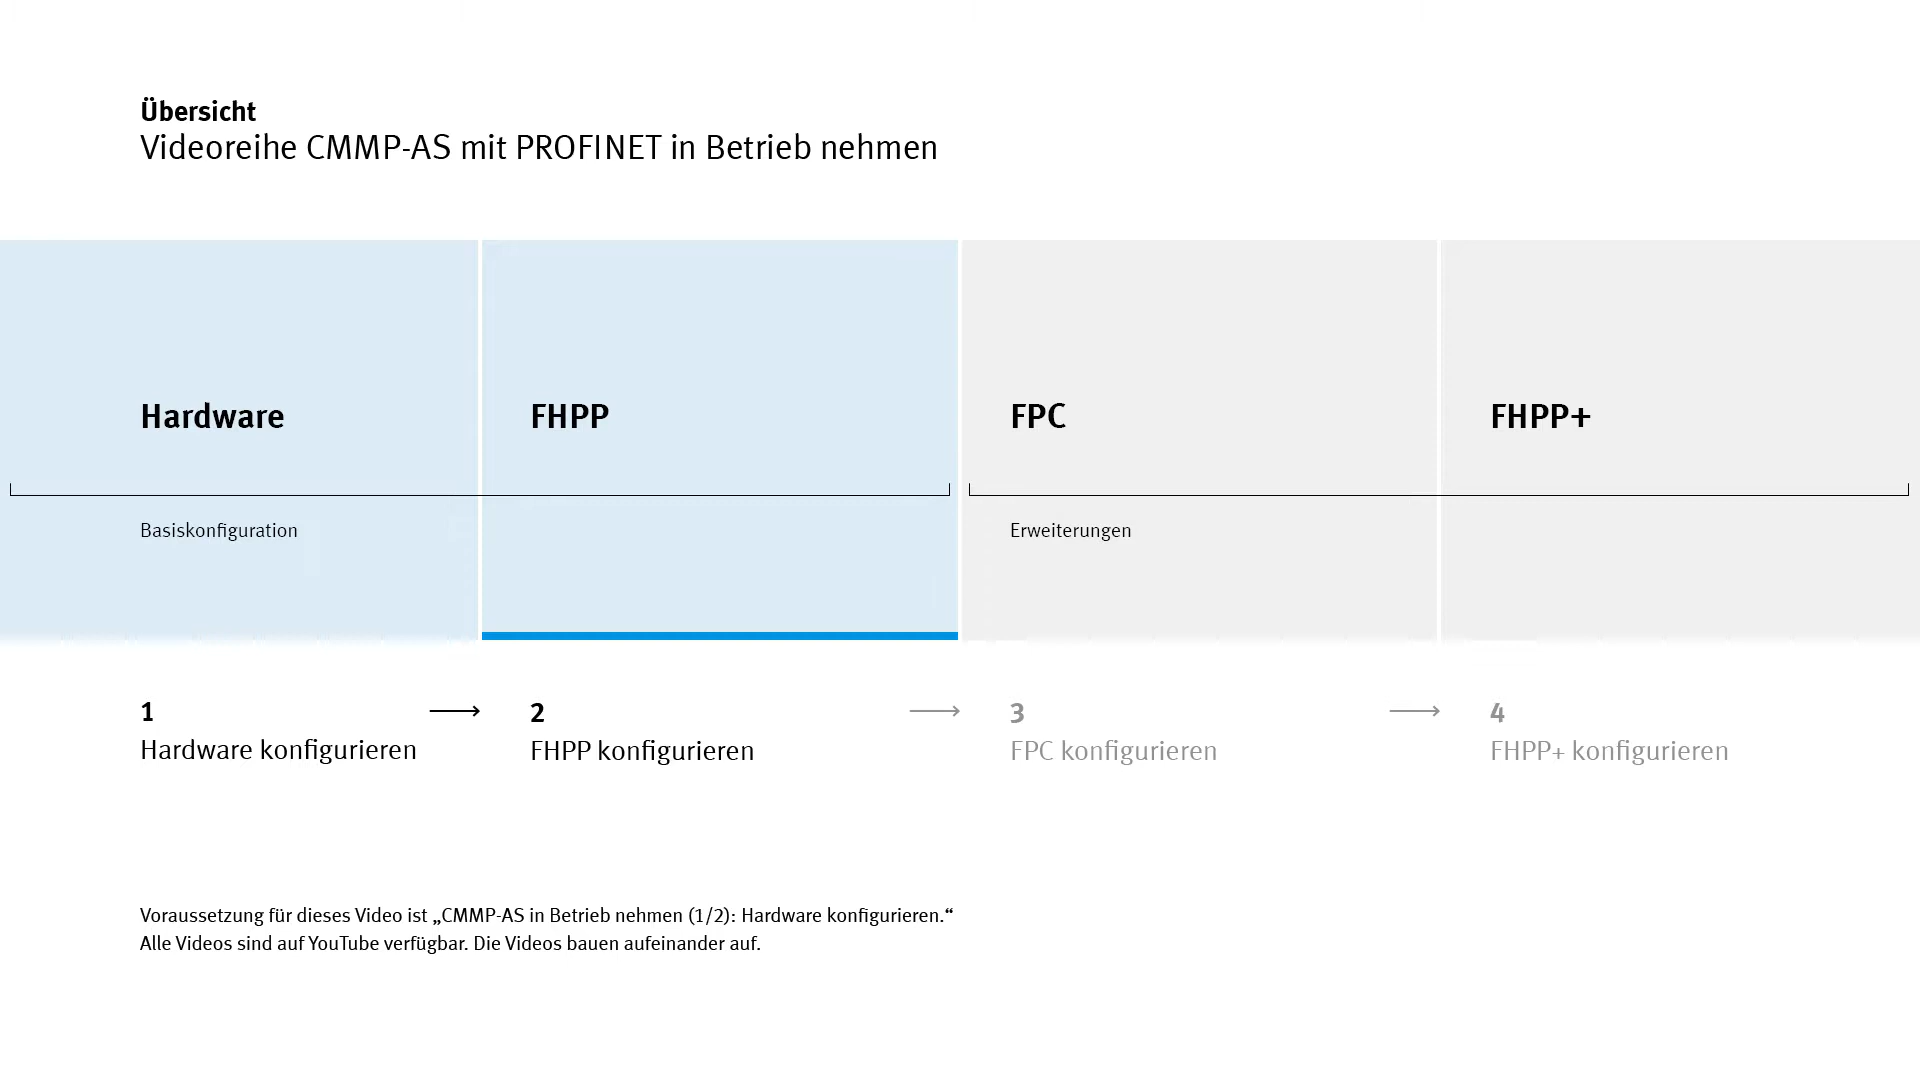 Übersicht
Videoreihe CMMP-AS mit PROFINET in Betrieb nehmen
Hardware
FHPP
FPC
FHPP+
Basiskonfiguration
Erweiterungen
1
Hardware konfigurieren
2
FHPP konfigurieren
3
FPC konfigurieren
4
FHPP+ konfigurieren
Voraussetzung für dieses Video ist „CMMP-AS in Betrieb nehmen (1/2): Hardware konfigurieren.“
Alle Videos sind auf YouTube verfügbar. Die Videos bauen aufeinander auf.